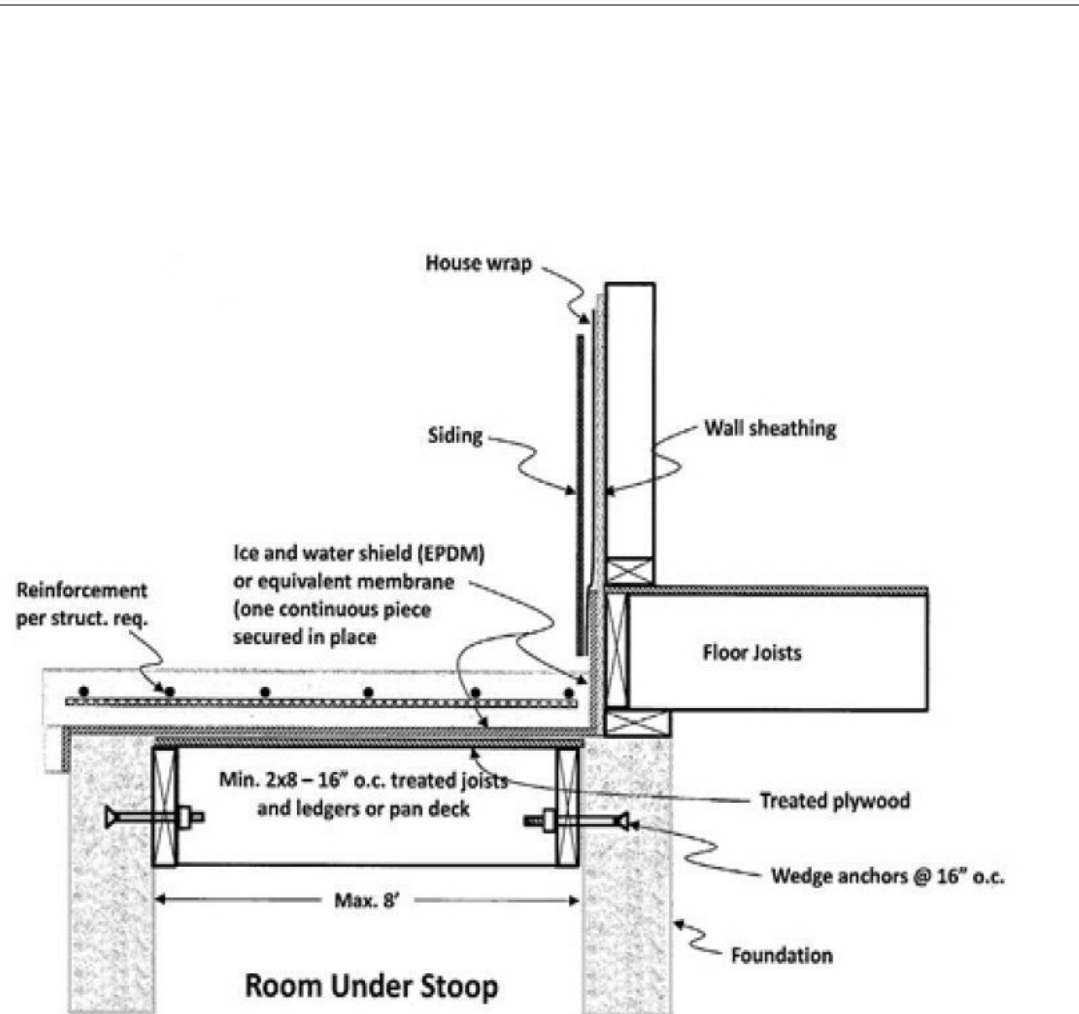 House wrap
Siding
Wall sheathing
Ice and water shield (EPDM)
or equivalent membrane
(one continuous piece
secured in place
Reinforcement
per struct. req.
Floor Joists
Min. 2x8 – 16” o.c. treated joists
and ledgers or pan deck
Treated plywood
Wedge anchors @ 16” o.c.
Max. 8’
Foundation
Room Under Stoop